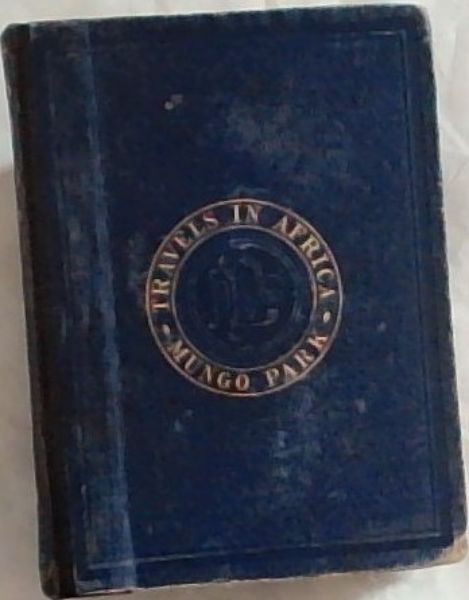 • TRAVELS IN AFRICA •
MUNGO PARK